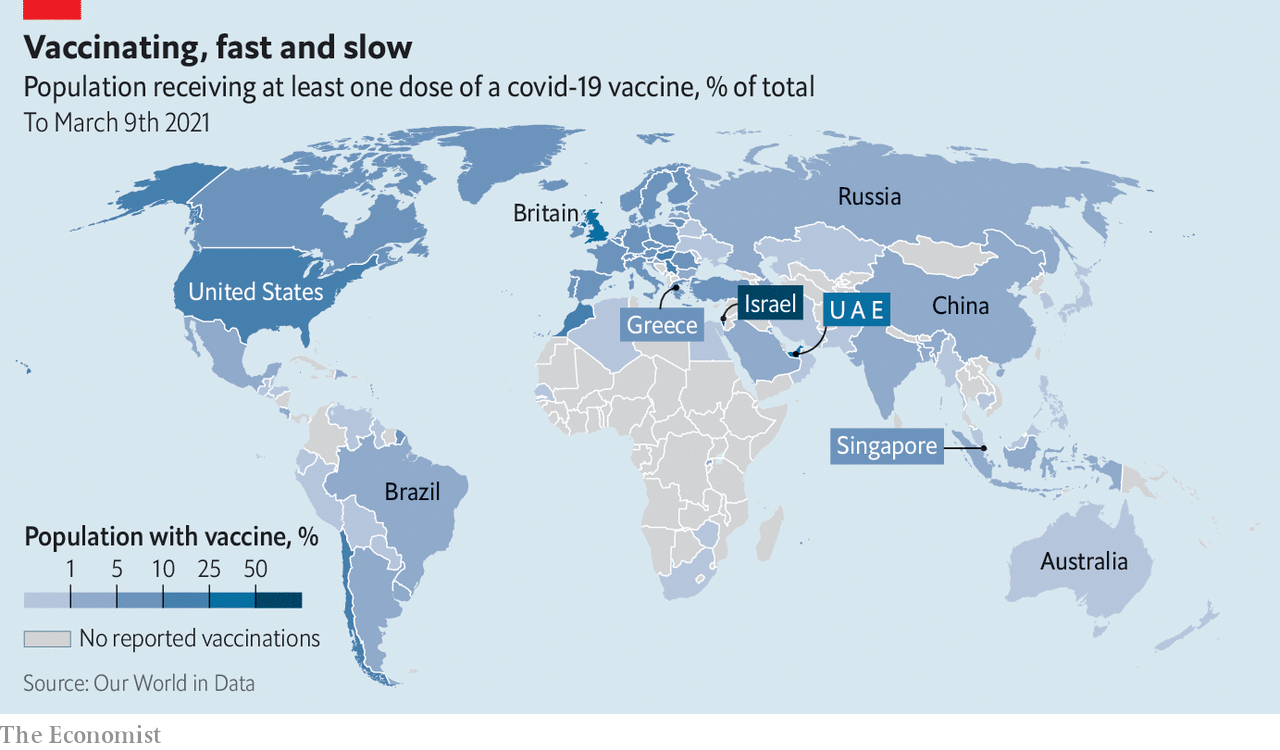 Vaccinating, fast and slow
Population receiving at least one dose of a covid-19 vaccine, % of total
To March 9th 2021
Russia
Britain
United States
Israel
UAE
China
Greece
Singapore
Brazil
Australia
Population with vaccine, %
1 5 10 25 50
No reported vaccinations
Source: Our World in Data
The Economist